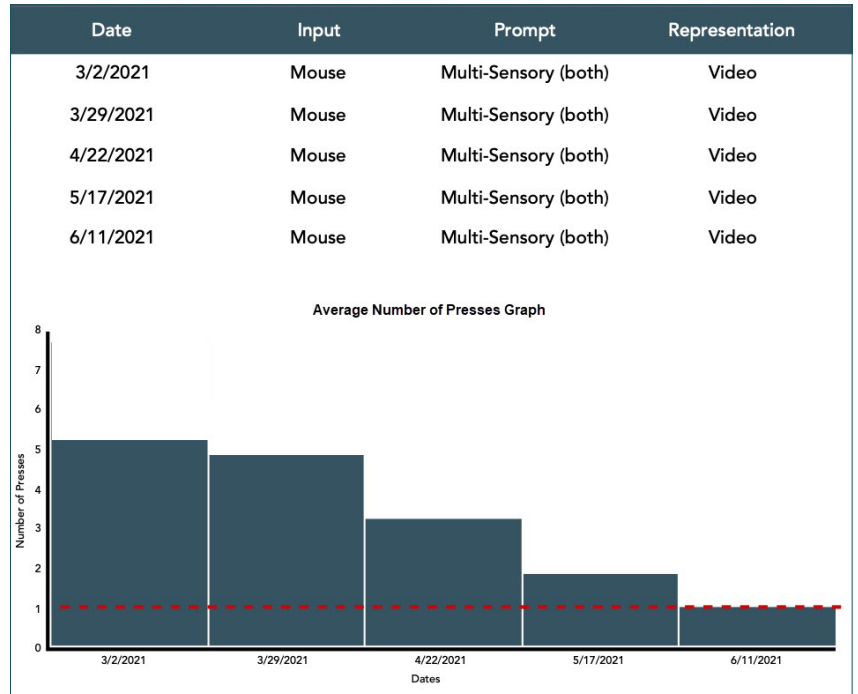 Date Input Prompt Representation
3/2/2021 Mouse Multi-Sensory (both) Video
3/29/2021 Mouse Multi-Sensory (both) Video
4/22/2021 Mouse Multi-Sensory (both) Video
5/17/2021 Mouse Multi-Sensory (both) Video
6/11/2021 Mouse Multi-Sensory (both) Video
Average Number of Presses Graph
Number of Presses
8
7
6
5
4
3
2
1
0
3/2/2021 3/29/2021 4/22/2021 5/17/2021 6/11/2021
Dates